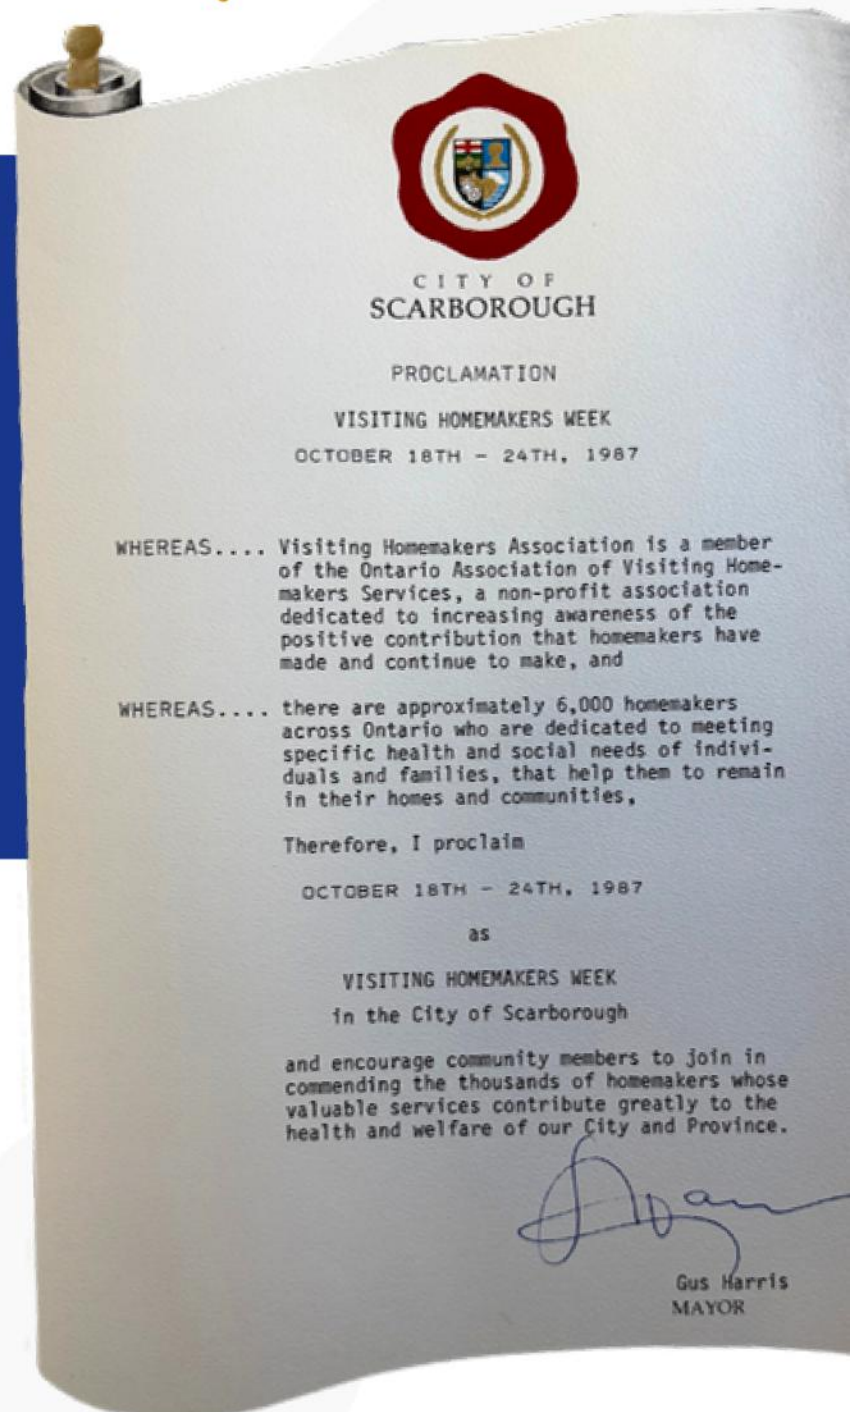 CITY OF
SCARBOROUGH
PROCLAMATION
VISITING HOMEMAKERS WEEK
OCTOBER 18TH - 24TH, 1987
WHEREAS.... Visiting Homemakers Association is a member
of the Ontario Association of Visiting Home-
makers Services, a non-profit association
dedicated to increasing awareness of the
positive contribution that homemakers have
made and continue to make, and
WHEREAS.... there are approximately 6,000 homemakers
across Ontario who are dedicated to meeting
specific health and social needs of indivi-
duals and families, that help them to remain
in their homes and communities,
Therefore, I proclaim
OCTOBER 18TH - 24TH, 1987
as
VISITING HOMEMAKERS WEEK
in the City of Scarborough
and encourage community members to join in
commending the thousands of homemakers whose
valuable services contribute greatly to the
health and welfare of our City and Province.
Gus Harris
MAYOR